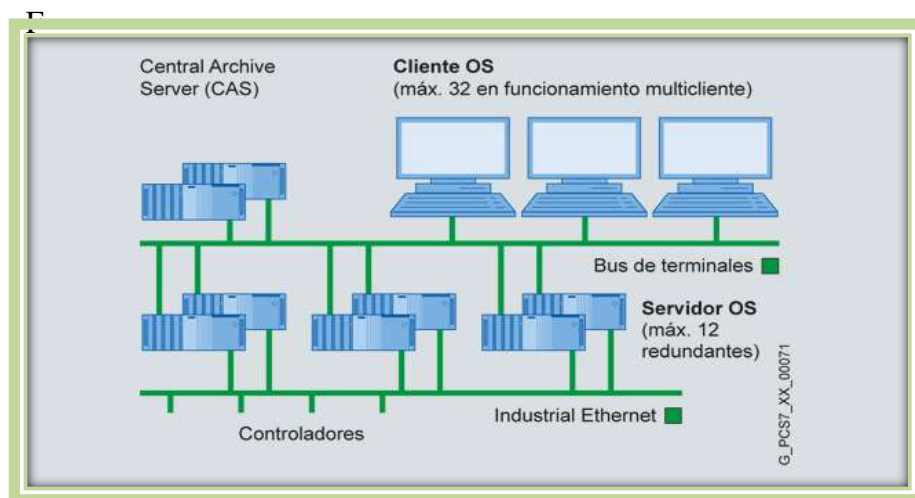 Central Archive
Server (CAS)
Cliente OS
(máx. 32 en funcionamiento multicliente)
Bus de terminales
Servidor OS
(máx. 12
redundantes)
Industrial Ethernet
Controladores
G_PCS7_XX_00071